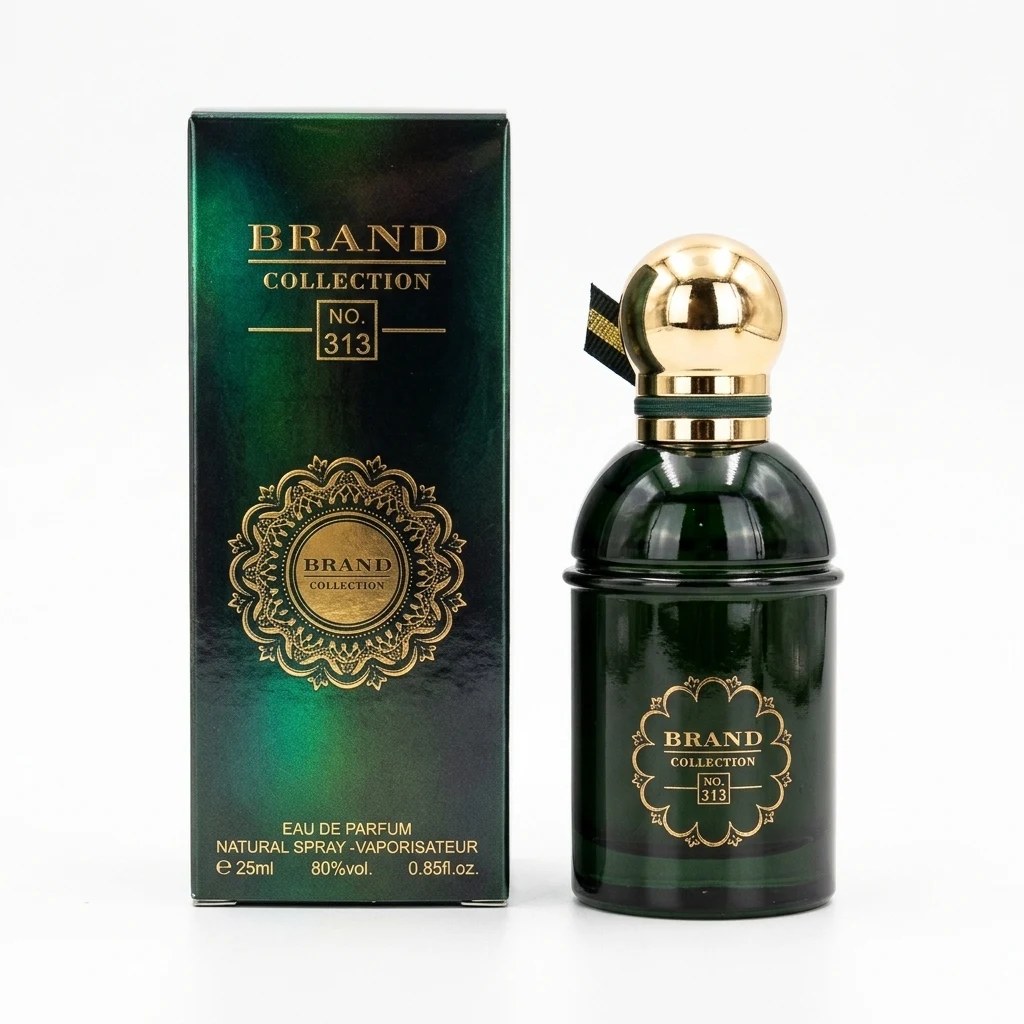 BRAND
COLLECTION
NO.
313
BRAND
COLLECTION
EAU DE PARFUM
NATURAL SPRAY -VAPORISATEUR
℮ 25ml 80%vol. 0.85fl.oz.
BRAND
COLLECTION
NO.
313